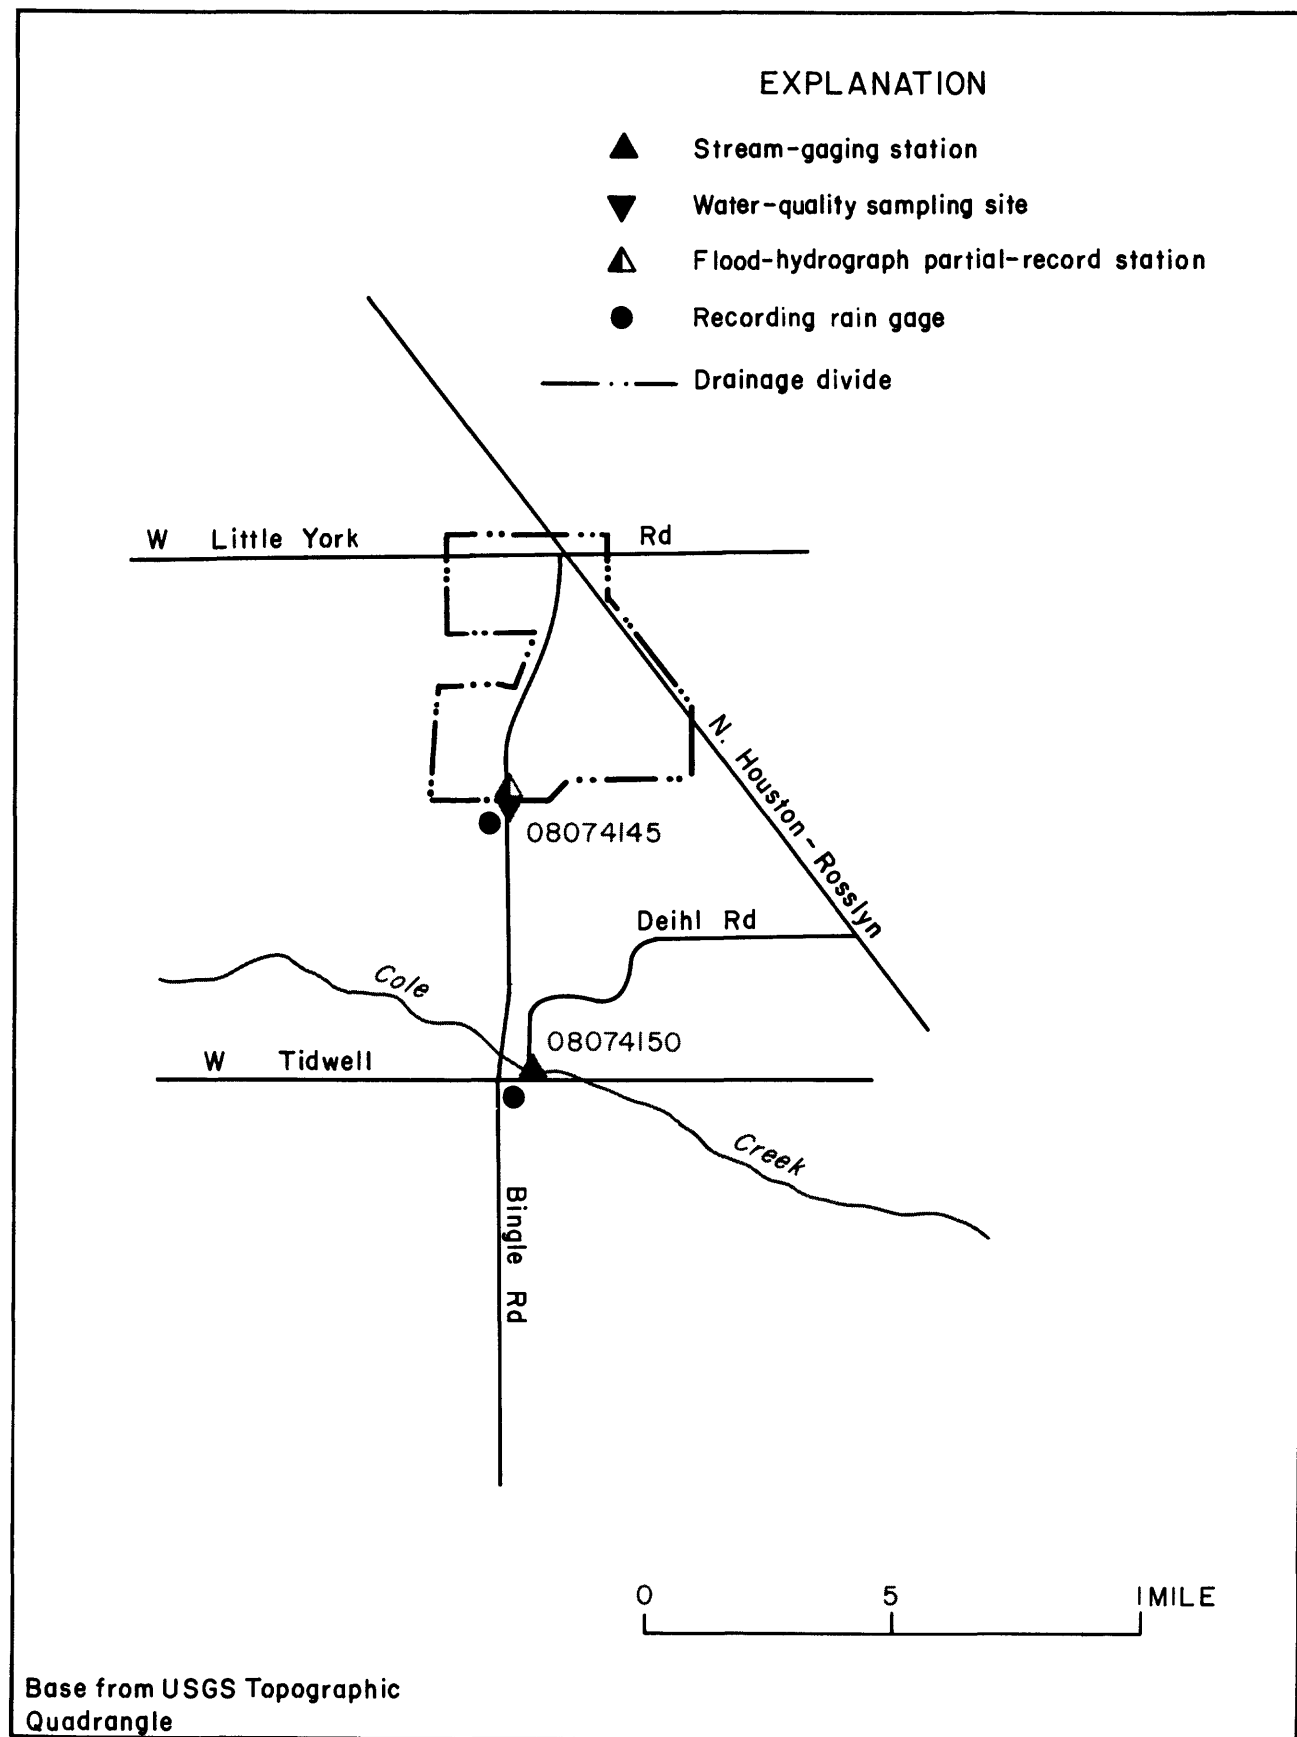 EXPLANATION
Stream-gaging station
Water-quality sampling site
Flood-hydrograph partial-record station
Recording rain gage
Drainage divide
W Little York Rd
N. Houston-Rosslyn
08074145
Deihl Rd
Cole
08074150
W Tidwell
Creek
Bingle Rd
0 5 1 MILE
Base from USGS Topographic
Quadrangle